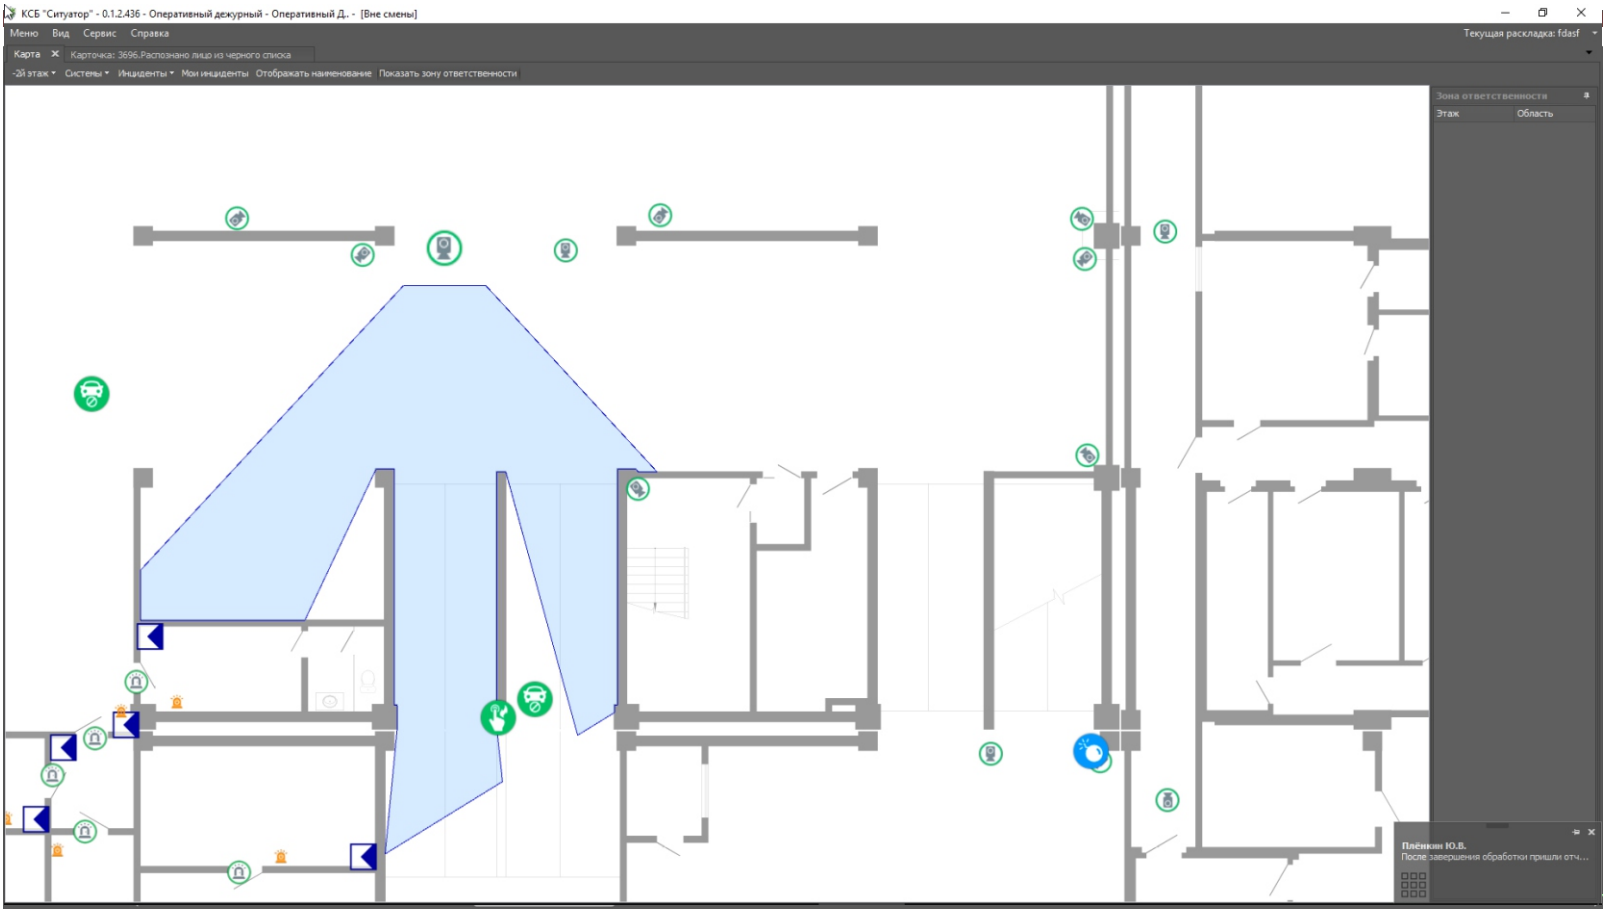 КСБ "Ситуатор" - 0.1.2.436 - Оперативный дежурный - Оперативный Д.. - [Вне смены]
Меню Вид Сервис Справка Текущая раскладка: fdasf
Карта Карточка: 3696.Распознано лицо из черного списка
-2й этаж Системы Инциденты Мои инциденты Отображать наименование Показать зону ответственности
Зона ответственности
Этаж Область
Плёнкин Ю.В.
После завершения обработки пришли отч...